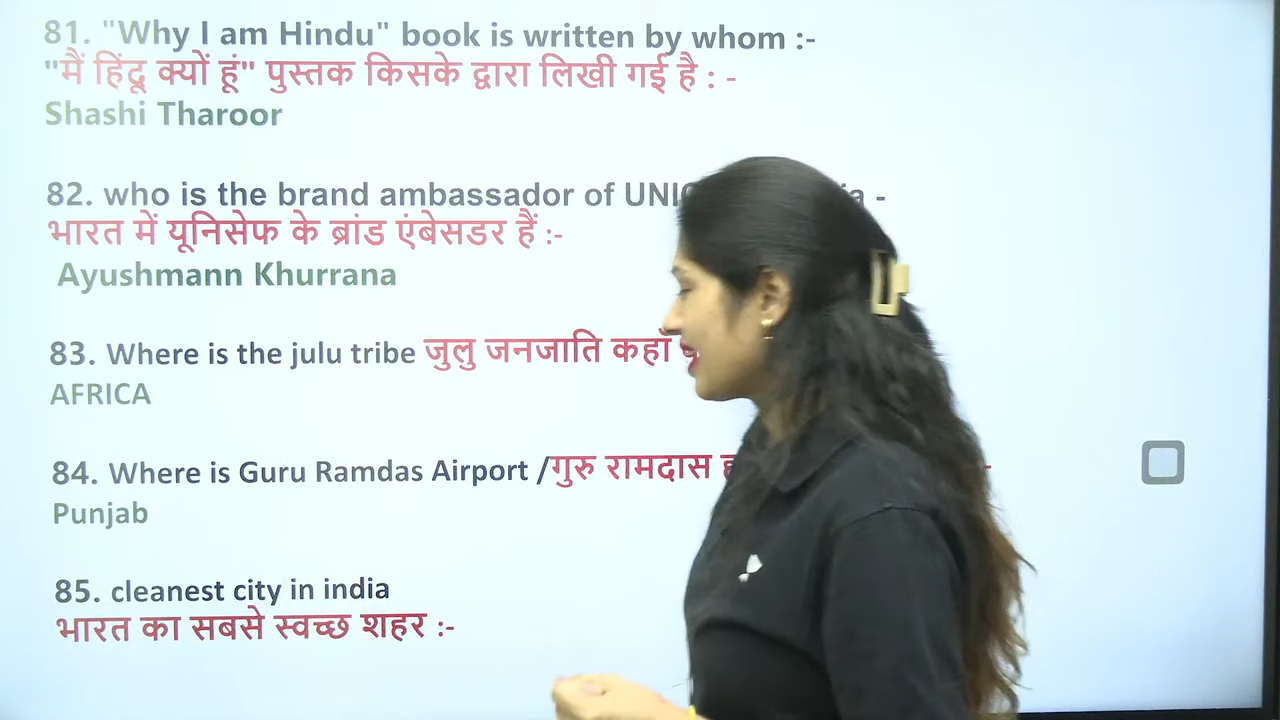 81. "Why I am Hindu" book is written by whom :-
"मैं हिंदू क्यों हूं" पुस्तक किसके द्वारा लिखी गई है : -
Shashi Tharoor
82. who is the brand ambassador of -
भारत में यूनिसेफ के ब्रांड एंबेसडर हैं :-
Ayushmann Khurrana
83. Where is the julu tribe जुलु जनजाति कहाँ
AFRICA
84. Where is Guru Ramdas Airport /गुरु रामदास -
Punjab
85. cleanest city in india
भारत का सबसे स्वच्छ शहर :-